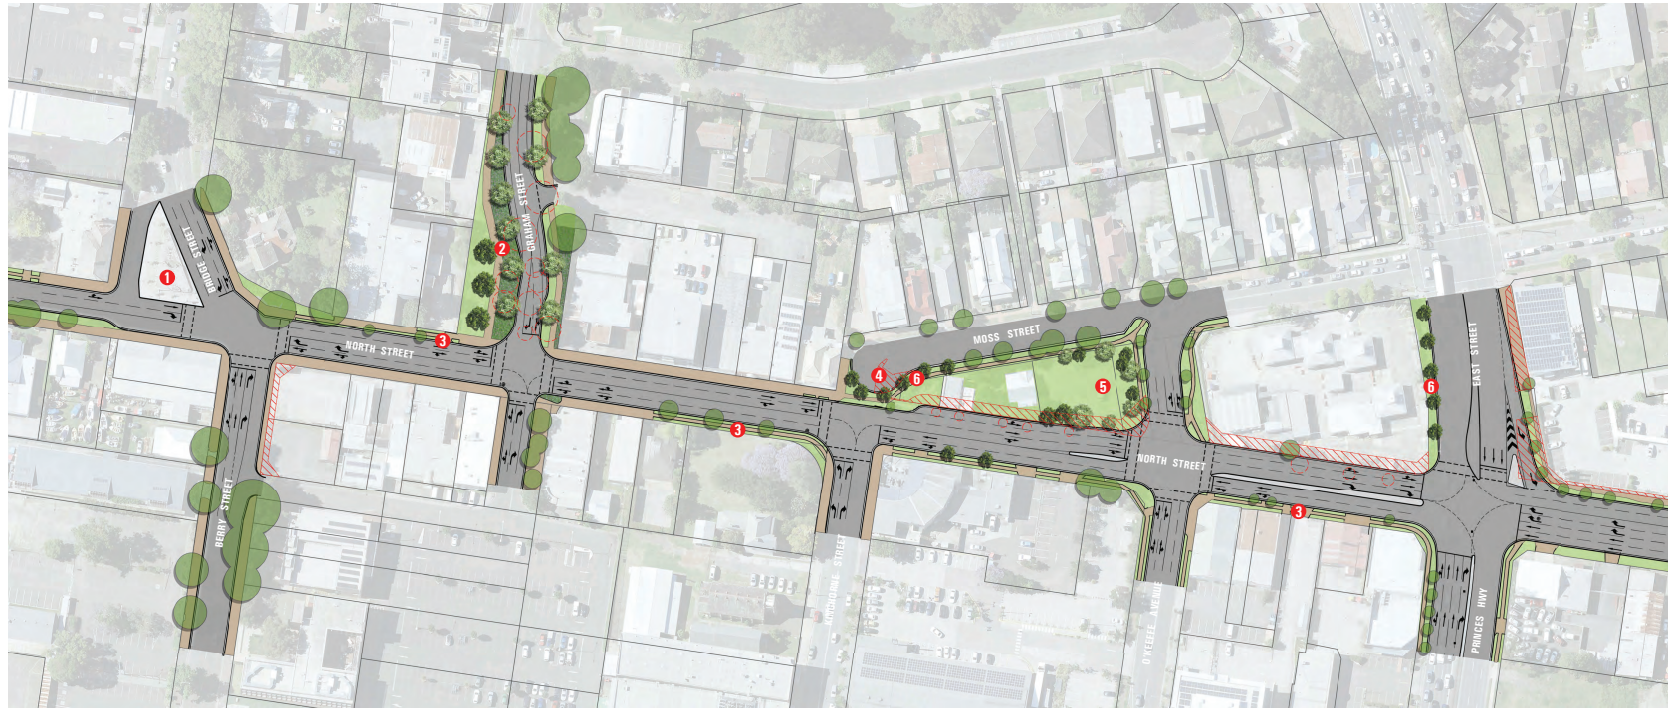 GRAHAM STREET
2
1
BRIDGE STREET
3
NORTH STREET
MOSS STREET
4
6
5
EAST STREET
6
3
NORTH STREET
BERRY STREET
3
KINGHORNE STREET
O'KEEFE AVENUE
PRINCES HWY